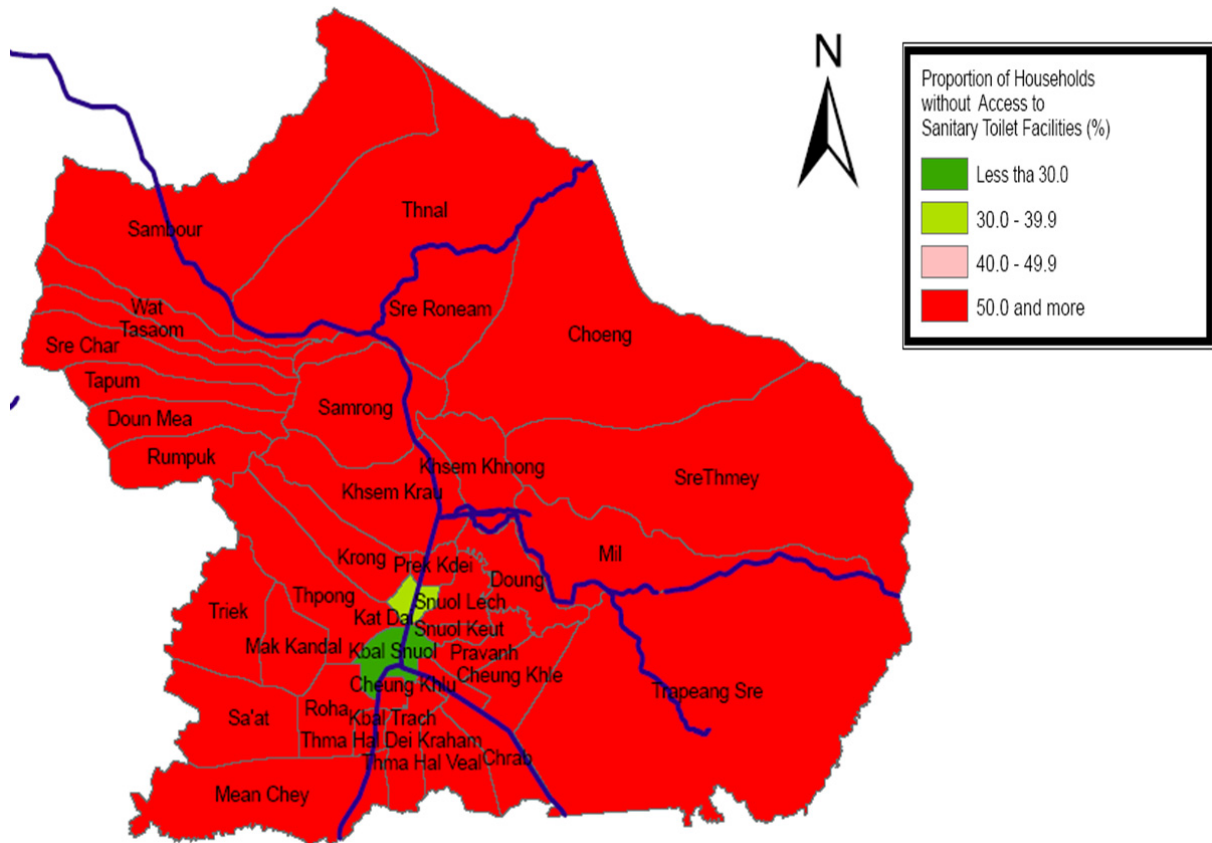 N
Proportion of Households
without Access to
Sanitary Toilet Facilities (%)
Less tha 30.0
30.0 - 39.9
40.0 - 49.9
50.0 and more
Thnal
Sambour
Wat
Sre Roneam
Tasaom
Choeng
Sre Char
Tapum
Samrong
Doun Mea
Rumpuk
Khsem Khnong
SreThmey
Khsem Krau
Mil
Krong
Prek Kdei
Doung
Thpong
Snuol Lech
Triek
Kat Dai
Snuol Keut
Mak Kandal
Kbal Snuol
Pravanh
Cheung Khle
Cheung Khlu
Trapeang Sre
Roha
Sa'at
Kbal Trach
Thma Hal Dei Kraham
Thma Hal Veal
Chrab
Mean Chey